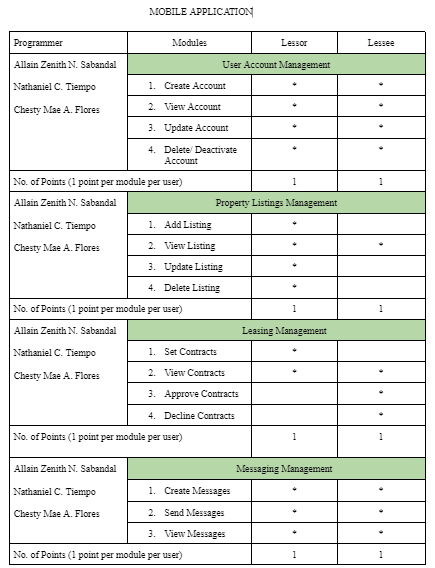 MOBILE APPLICATION
Programmer Modules Lessor Lessee
Allain Zenith N. Sabandal User Account Management
Nathaniel C. Tiempo 1. Create Account * *
Chesty Mae A. Flores 2. View Account * *
3. Update Account * *
4. Delete/ Deactivate * *
Account
No. of Points (1 point per module per user) 1 1
Allain Zenith N. Sabandal Property Listings Management
Nathaniel C. Tiempo 1. Add Listing *
Chesty Mae A. Flores 2. View Listing * *
3. Update Listing *
4. Delete Listing *
No. of Points (1 point per module per user) 1 1
Allain Zenith N. Sabandal Leasing Management
Nathaniel C. Tiempo 1. Set Contracts *
Chesty Mae A. Flores 2. View Contracts * *
3. Approve Contracts *
4. Decline Contracts *
No. of Points (1 point per module per user) 1 1
Allain Zenith N. Sabandal Messaging Management
Nathaniel C. Tiempo 1. Create Messages * *
Chesty Mae A. Flores 2. Send Messages * *
3. View Messages * *
No. of Points (1 point per module per user) 1 1